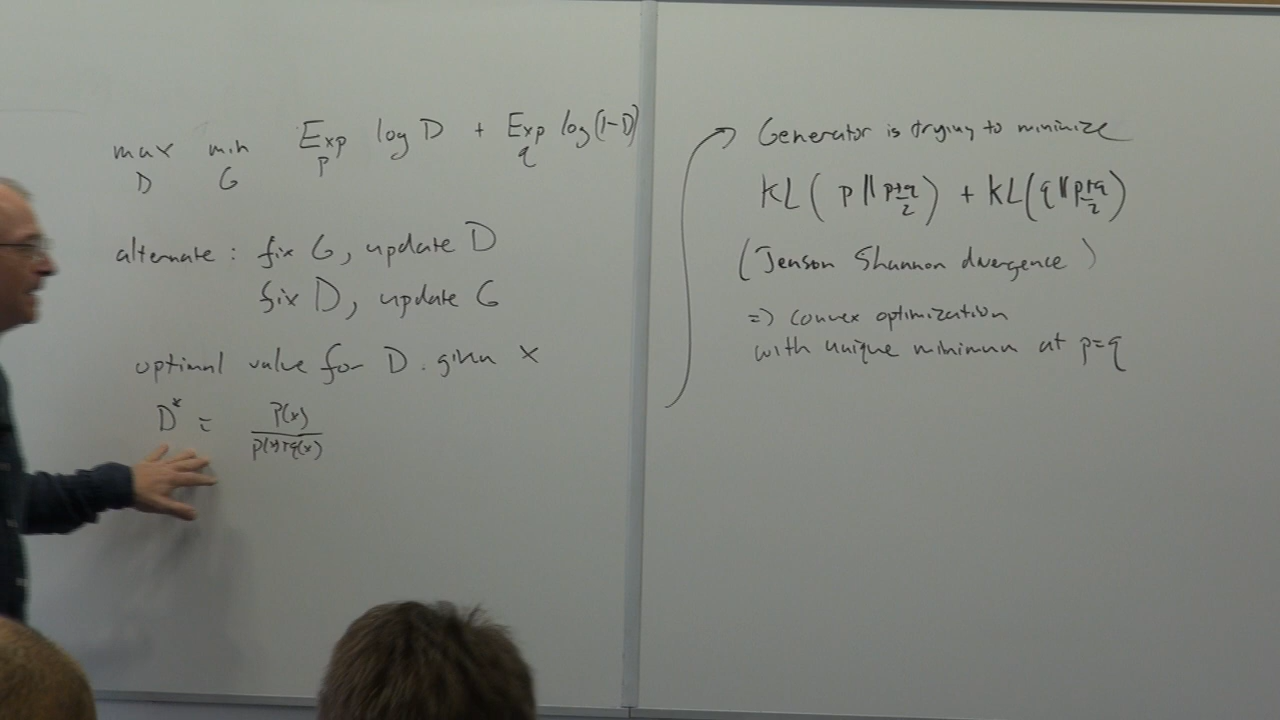 max min Exp log D + Exp log(1-D)
D G p q
alternate : fix G, update D
fix D, update G
optimal value for D. given x
D* = p(x)
p(x)+q(x)
Generator is trying to minimize
KL( p || p+q/2 ) + KL( q || p+q/2 )
(Jenson Shannon divergence)
=> convex optimization
with unique minimum at p=q